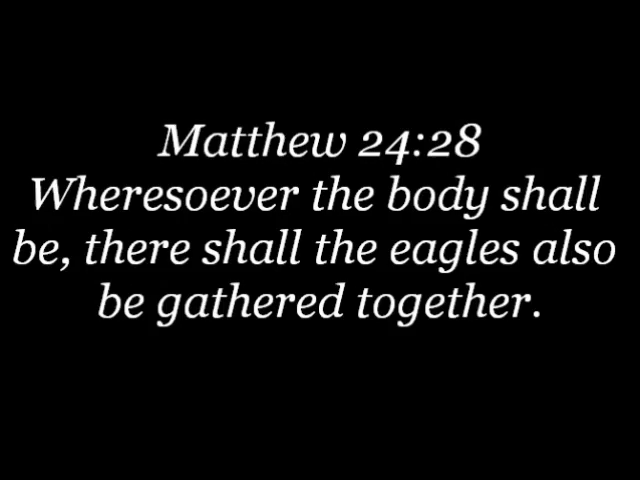 Matthew 24:28
Wheresoever the body shall
be, there shall the eagles also
be gathered together.